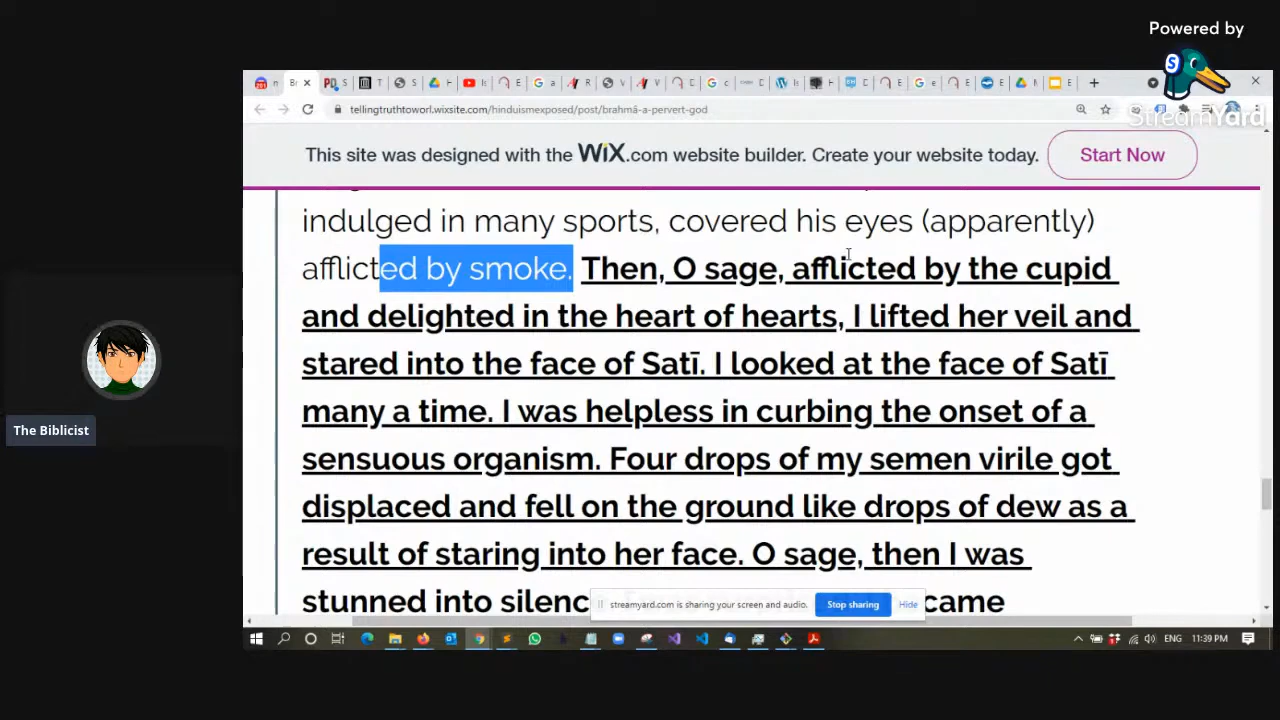 Powered by
StreamYard
tellingtruthtoworl.wixsite.com/hinduismexposed/post/brahmā-a-pervert-god
This site was designed with the WiX.com website builder. Create your website today.
Start Now
indulged in many sports, covered his eyes (apparently)
afflicted by smoke. Then, O sage, afflicted by the cupid
and delighted in the heart of hearts, I lifted her veil and
stared into the face of Satī. I looked at the face of Satī
many a time. I was helpless in curbing the onset of a
sensuous organism. Four drops of my semen virile got
displaced and fell on the ground like drops of dew as a
result of staring into her face. O sage, then I was
stunned into silenc
came
The Biblicist
streamyard.com is sharing your screen and audio.
Stop sharing
Hide
ENG
11:39 PM